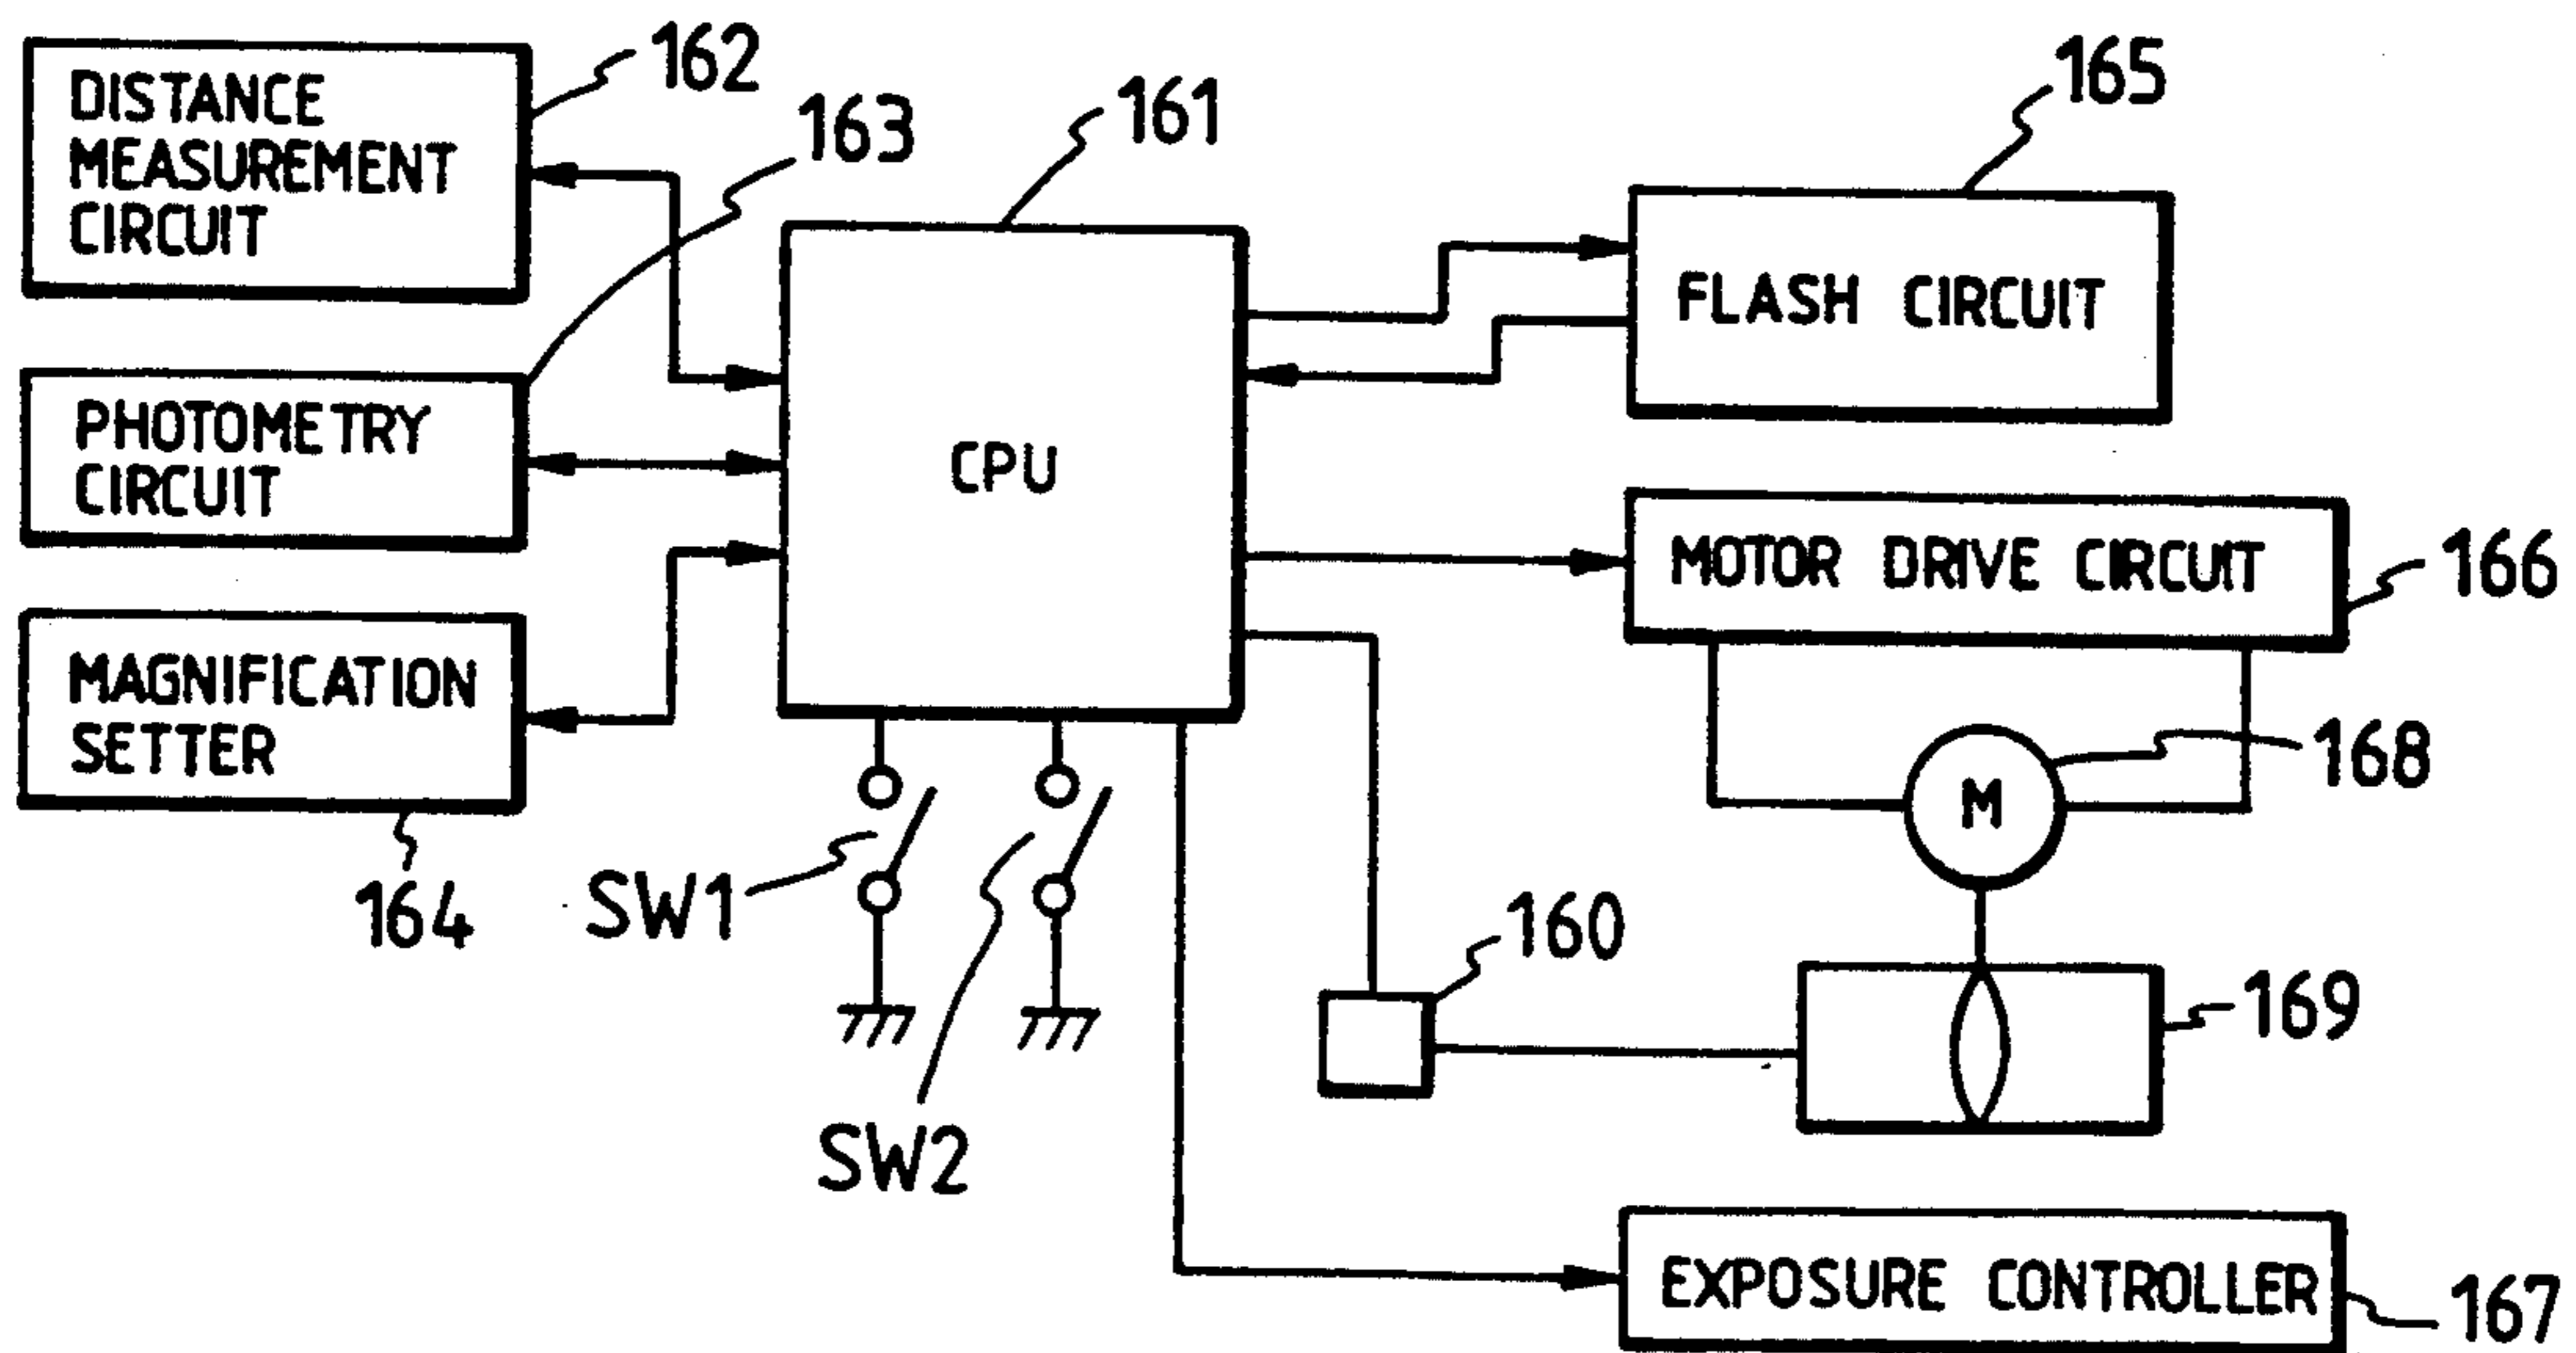 DISTANCE
MEASUREMENT
CIRCUIT
162
163
161
165
PHOTOMETRY
CIRCUIT
CPU
FLASH CIRCUIT
MOTOR DRIVE CIRCUIT
166
MAGNIFICATION
SETTER
164
SW1
SW2
M
168
160
169
EXPOSURE CONTROLLER
167